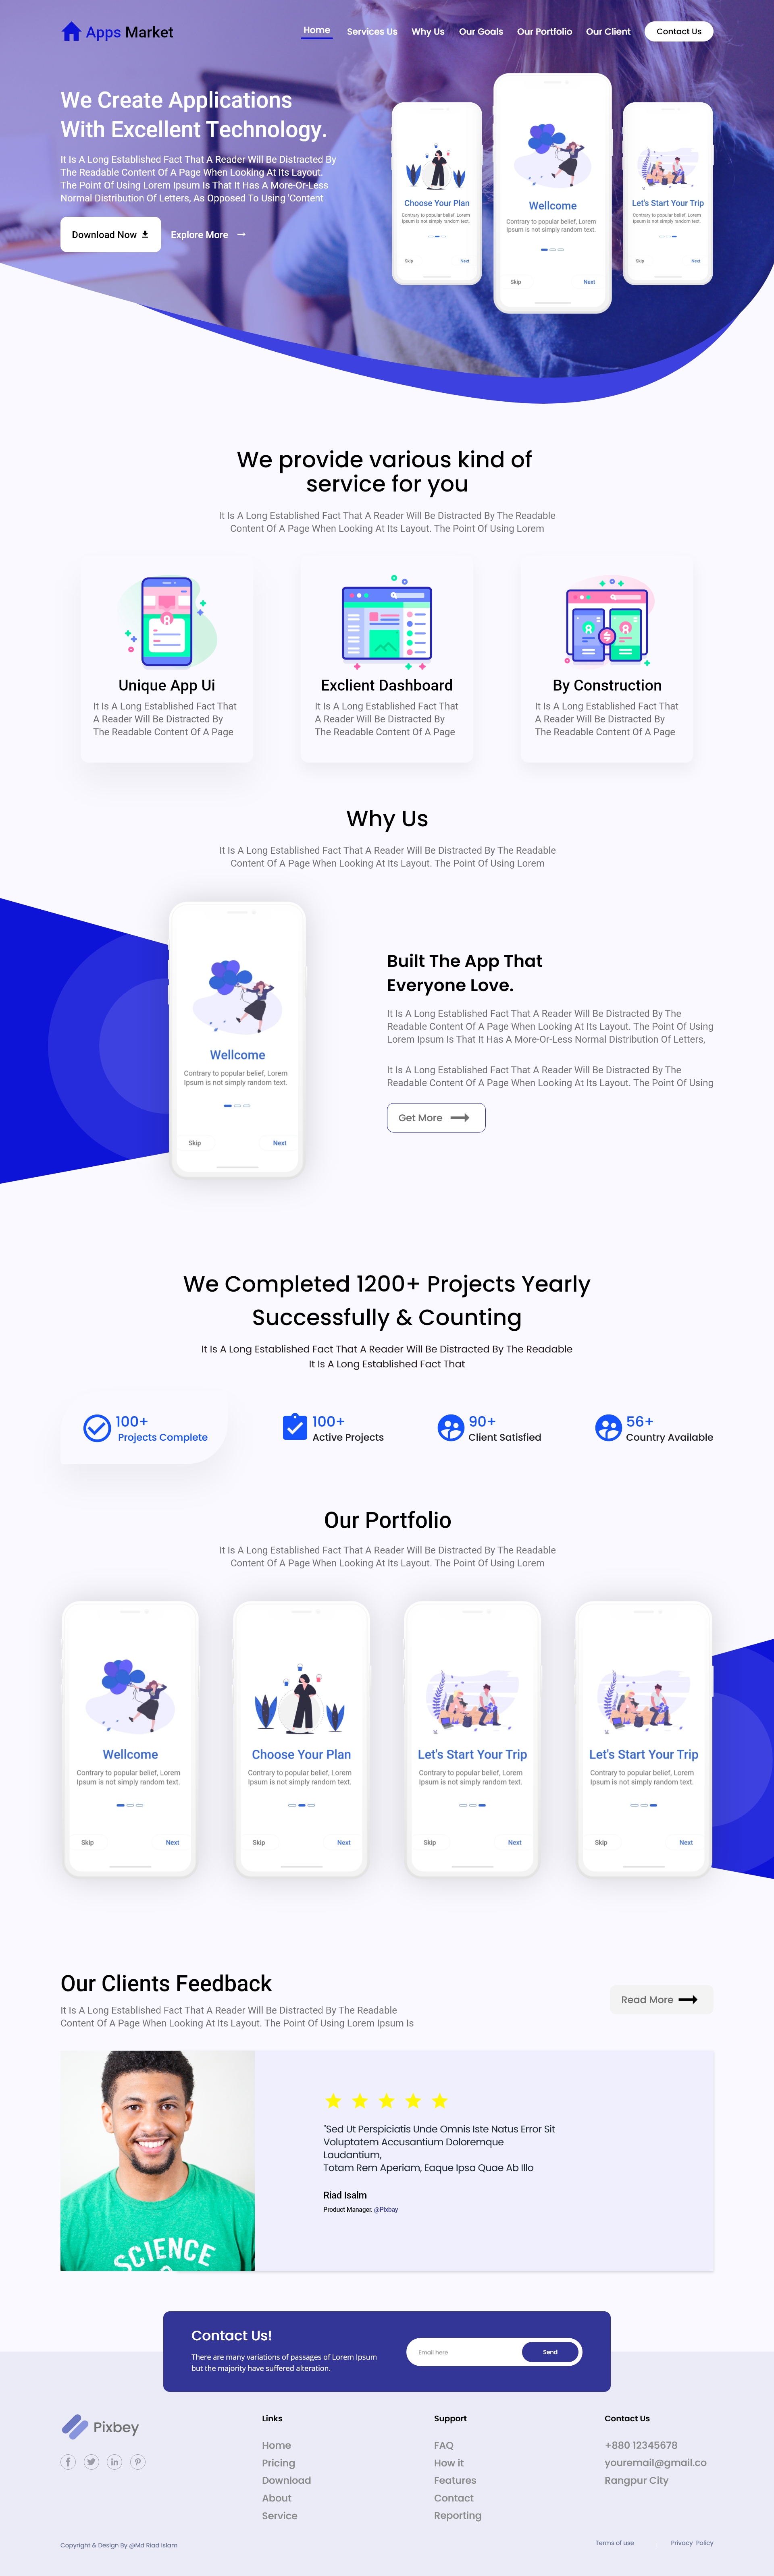 Apps Market
Home
Services Us
Why Us
Our Goals
Our Portfolio
Our Client
Contact Us
We Create Applications
With Excellent Technology.
It Is A Long Established Fact That A Reader Will Be Distracted By
The Readable Content Of A Page When Looking At Its Layout.
The Point Of Using Lorem Ipsum Is That It Has A More-Or-Less
Normal Distribution Of Letters, As Opposed To Using 'Content
Download Now
Explore More
Choose Your Plan
Contrary to popular belief, Lorem
Ipsum is not simply random text.
Skip
Next
Wellcome
Contrary to popular belief, Lorem
Ipsum is not simply random text.
Skip
Next
Let's Start Your Trip
Contrary to popular belief, Lorem
Ipsum is not simply random text.
Skip
Next
We provide various kind of
service for you
It Is A Long Established Fact That A Reader Will Be Distracted By The Readable
Content Of A Page When Looking At Its Layout. The Point Of Using Lorem
Unique App Ui
It Is A Long Established Fact That
A Reader Will Be Distracted By
The Readable Content Of A Page
Exclient Dashboard
It Is A Long Established Fact That
A Reader Will Be Distracted By
The Readable Content Of A Page
By Construction
It Is A Long Established Fact That
A Reader Will Be Distracted By
The Readable Content Of A Page
Why Us
It Is A Long Established Fact That A Reader Will Be Distracted By The Readable
Content Of A Page When Looking At Its Layout. The Point Of Using Lorem
Wellcome
Contrary to popular belief, Lorem
Ipsum is not simply random text.
Skip
Next
Built The App That
Everyone Love.
It Is A Long Established Fact That A Reader Will Be Distracted By The
Readable Content Of A Page When Looking At Its Layout. The Point Of Using
Lorem Ipsum Is That It Has A More-Or-Less Normal Distribution Of Letters,
It Is A Long Established Fact That A Reader Will Be Distracted By The
Readable Content Of A Page When Looking At Its Layout. The Point Of Using
Get More
We Completed 1200+ Projects Yearly
Successfully & Counting
It Is A Long Established Fact That A Reader Will Be Distracted By The Readable
It Is A Long Established Fact That
100+
Projects Complete
100+
Active Projects
90+
Client Satisfied
56+
Country Available
Our Portfolio
It Is A Long Established Fact That A Reader Will Be Distracted By The Readable
Content Of A Page When Looking At Its Layout. The Point Of Using Lorem
Wellcome
Contrary to popular belief, Lorem
Ipsum is not simply random text.
Skip
Next
Choose Your Plan
Contrary to popular belief, Lorem
Ipsum is not simply random text.
Skip
Next
Let's Start Your Trip
Contrary to popular belief, Lorem
Ipsum is not simply random text.
Skip
Next
Let's Start Your Trip
Contrary to popular belief, Lorem
Ipsum is not simply random text.
Skip
Next
Our Clients Feedback
It Is A Long Established Fact That A Reader Will Be Distracted By The Readable
Content Of A Page When Looking At Its Layout. The Point Of Using Lorem Ipsum Is
Read More
SCIENCE
"Sed Ut Perspiciatis Unde Omnis Iste Natus Error Sit
Voluptatem Accusantium Doloremque
Laudantium,
Totam Rem Aperiam, Eaque Ipsa Quae Ab Illo
Riad Isalm
Product Manager. @Pixbay
Contact Us!
There are many variations of passages of Lorem Ipsum
but the majority have suffered alteration.
Email here
Send
Pixbey
Links
Home
Pricing
Download
About
Service
Support
FAQ
How it
Features
Contact
Reporting
Contact Us
+880 12345678
youremail@gmail.co
Rangpur City
Copyright & Design By @Md Riad Islam
Terms of use
Privacy Policy